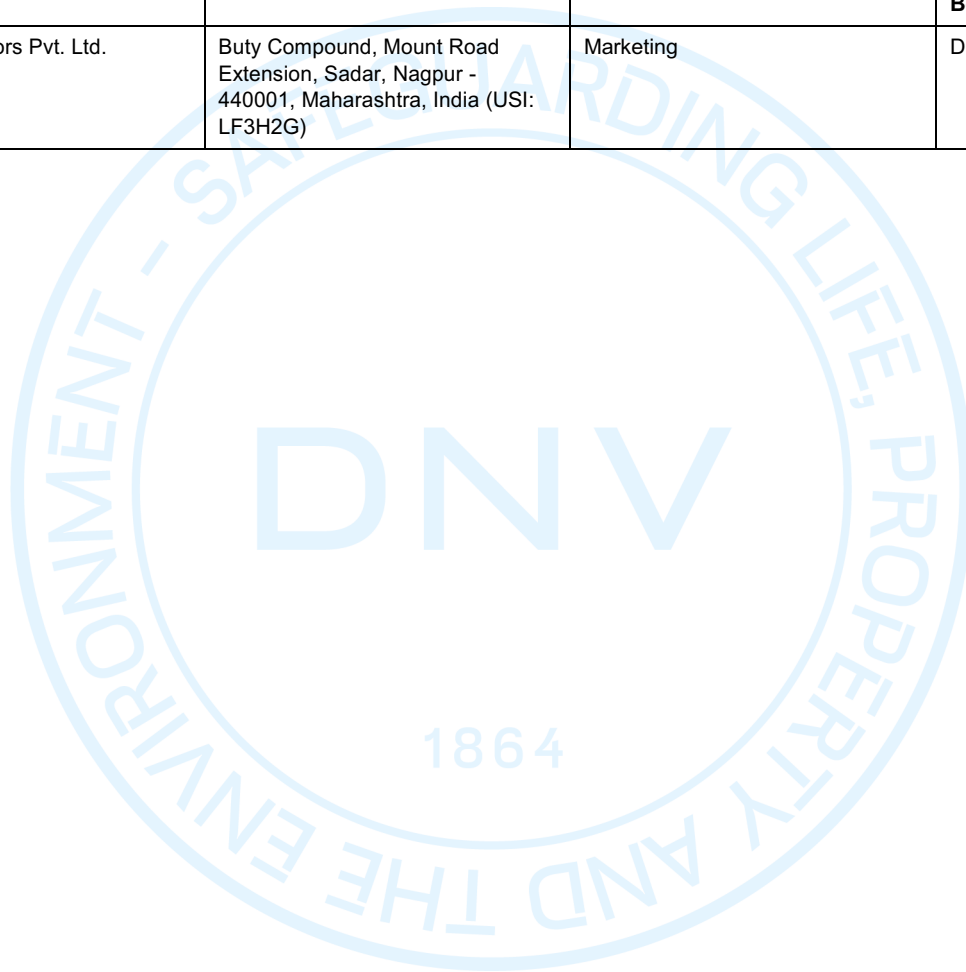 B
ors Pvt. Ltd.
Buty Compound, Mount Road
Extension, Sadar, Nagpur -
440001, Maharashtra, India (USI:
LF3H2G)
Marketing
D
SAFEGUARDING LIFE, PROPERTY AND THE ENVIRONMENT -
DNV
1864